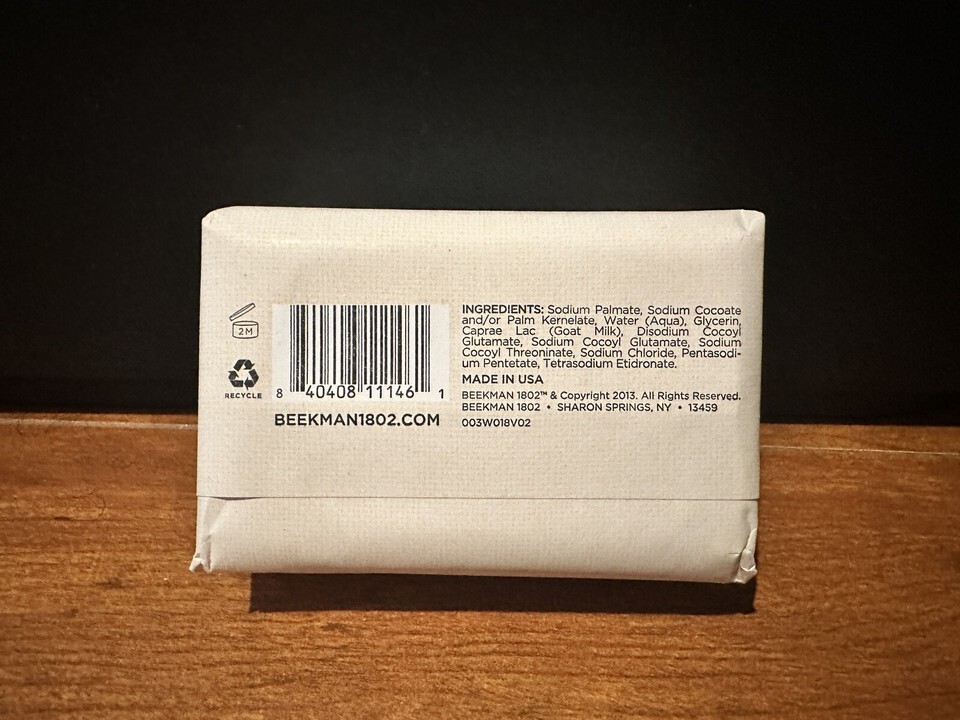 2M
RECYCLE
8 40408 11146 1
BEEKMAN1802.COM
INGREDIENTS: Sodium Palmate, Sodium Cocoate
and/or Palm Kernelate, Water (Aqua), Glycerin,
Caprae Lac (Goat Milk), Disodium Cocoyl
Glutamate, Sodium Cocoyl Glutamate, Sodium
Cocoyl Threoninate, Sodium Chloride, Pentasodi-
um Pentetate, Tetrasodium Etidronate.
MADE IN USA
BEEKMAN 1802™ & Copyright 2013. All Rights Reserved.
BEEKMAN 1802 • SHARON SPRINGS, NY • 13459
003W018V02